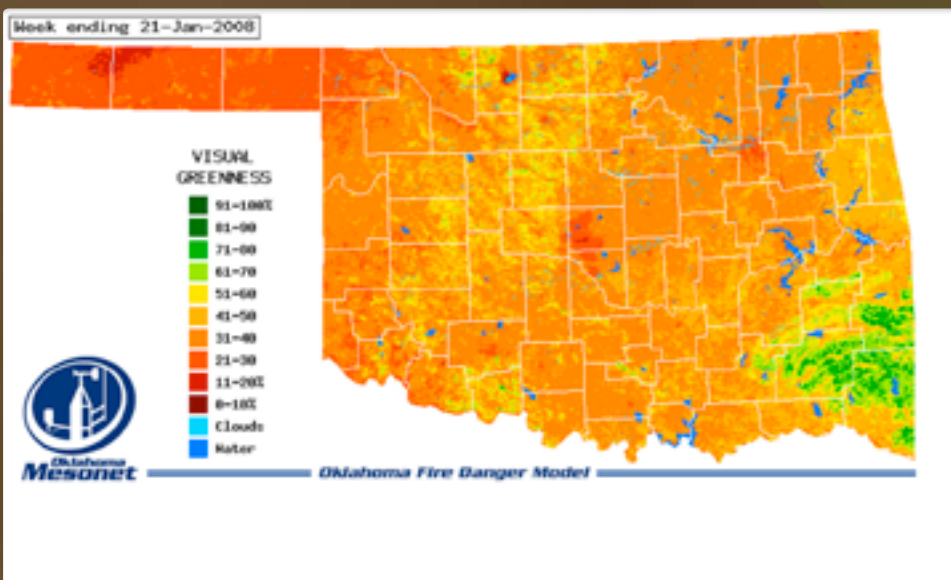 Week ending 21-Jan-2008
VISUAL
GREENNESS
91-100%
81-90
71-80
61-70
51-60
41-50
31-40
21-30
11-20%
0-10%
Clouds
Water
Oklahoma
Mesonet
Oklahoma Fire Danger Model